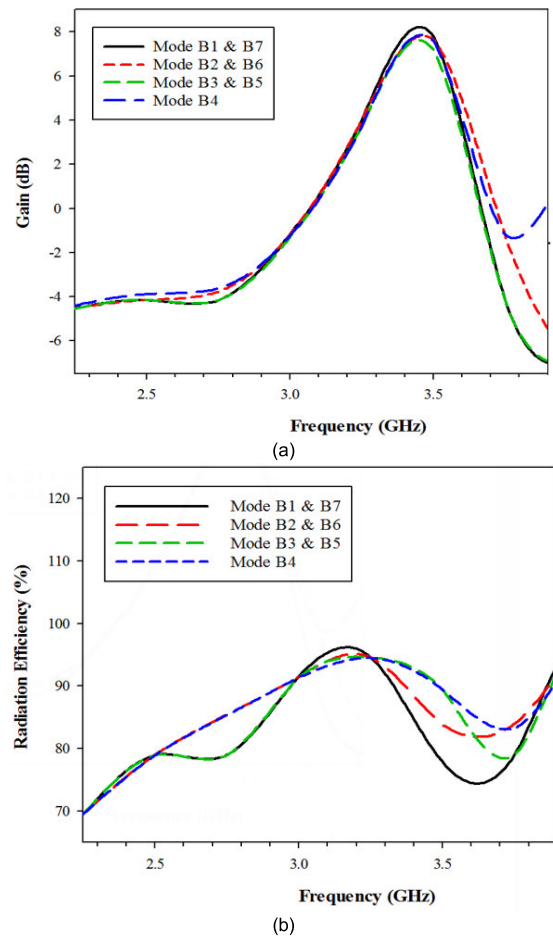 8
6
4
2
0
-2
-4
-6
Gain (dB)
Mode B1 & B7
Mode B2 & B6
Mode B3 & B5
Mode B4
2.5
3.0
3.5
Frequency (GHz)
(a)
120
110
100
90
80
70
Radiation Efficiency (%)
Mode B1 & B7
Mode B2 & B6
Mode B3 & B5
Mode B4
2.5
3.0
3.5
Frequency (GHz)
(b)